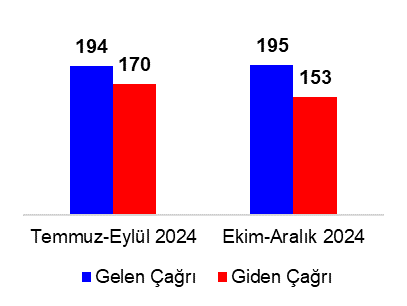 194
170
195
153
Temmuz-Eylül 2024
Ekim-Aralık 2024
Gelen Çağrı
Giden Çağrı